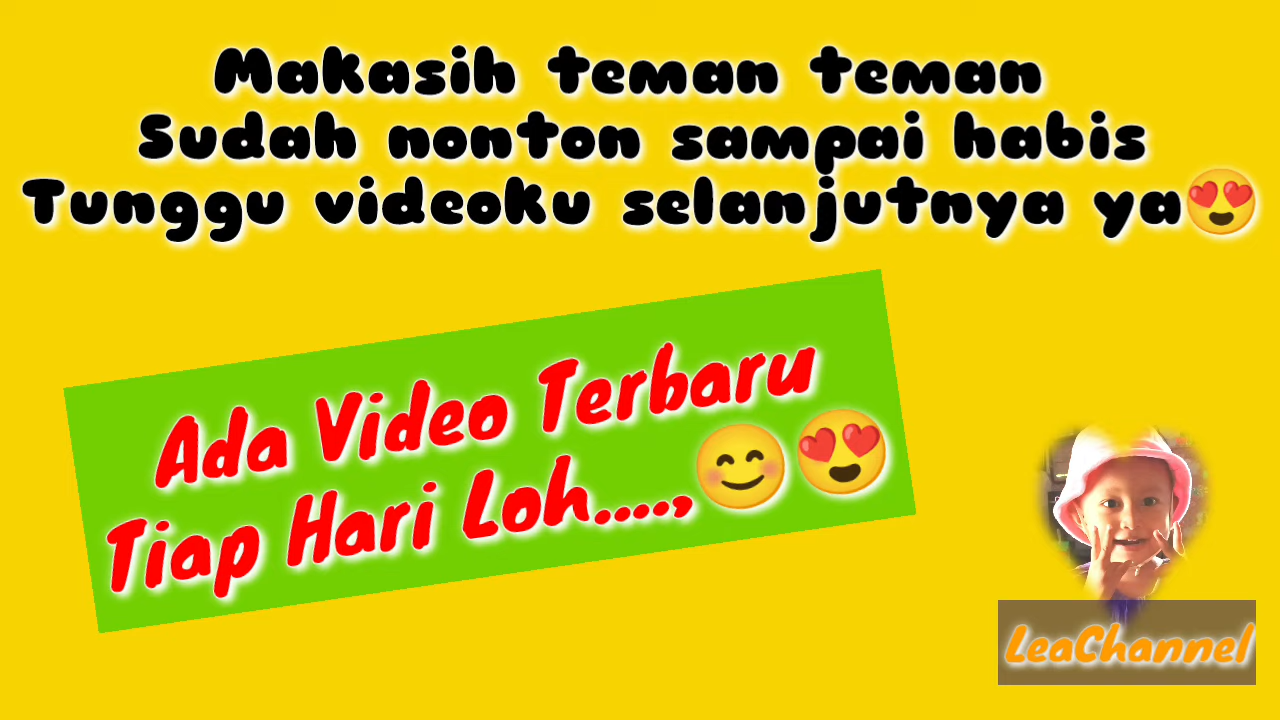 Makasih teman teman
Sudah nonton sampai habis
Tunggu videoku selanjutnya ya😍
Ada Video Terbaru
Tiap Hari Loh....,😊😍
LeaChannel